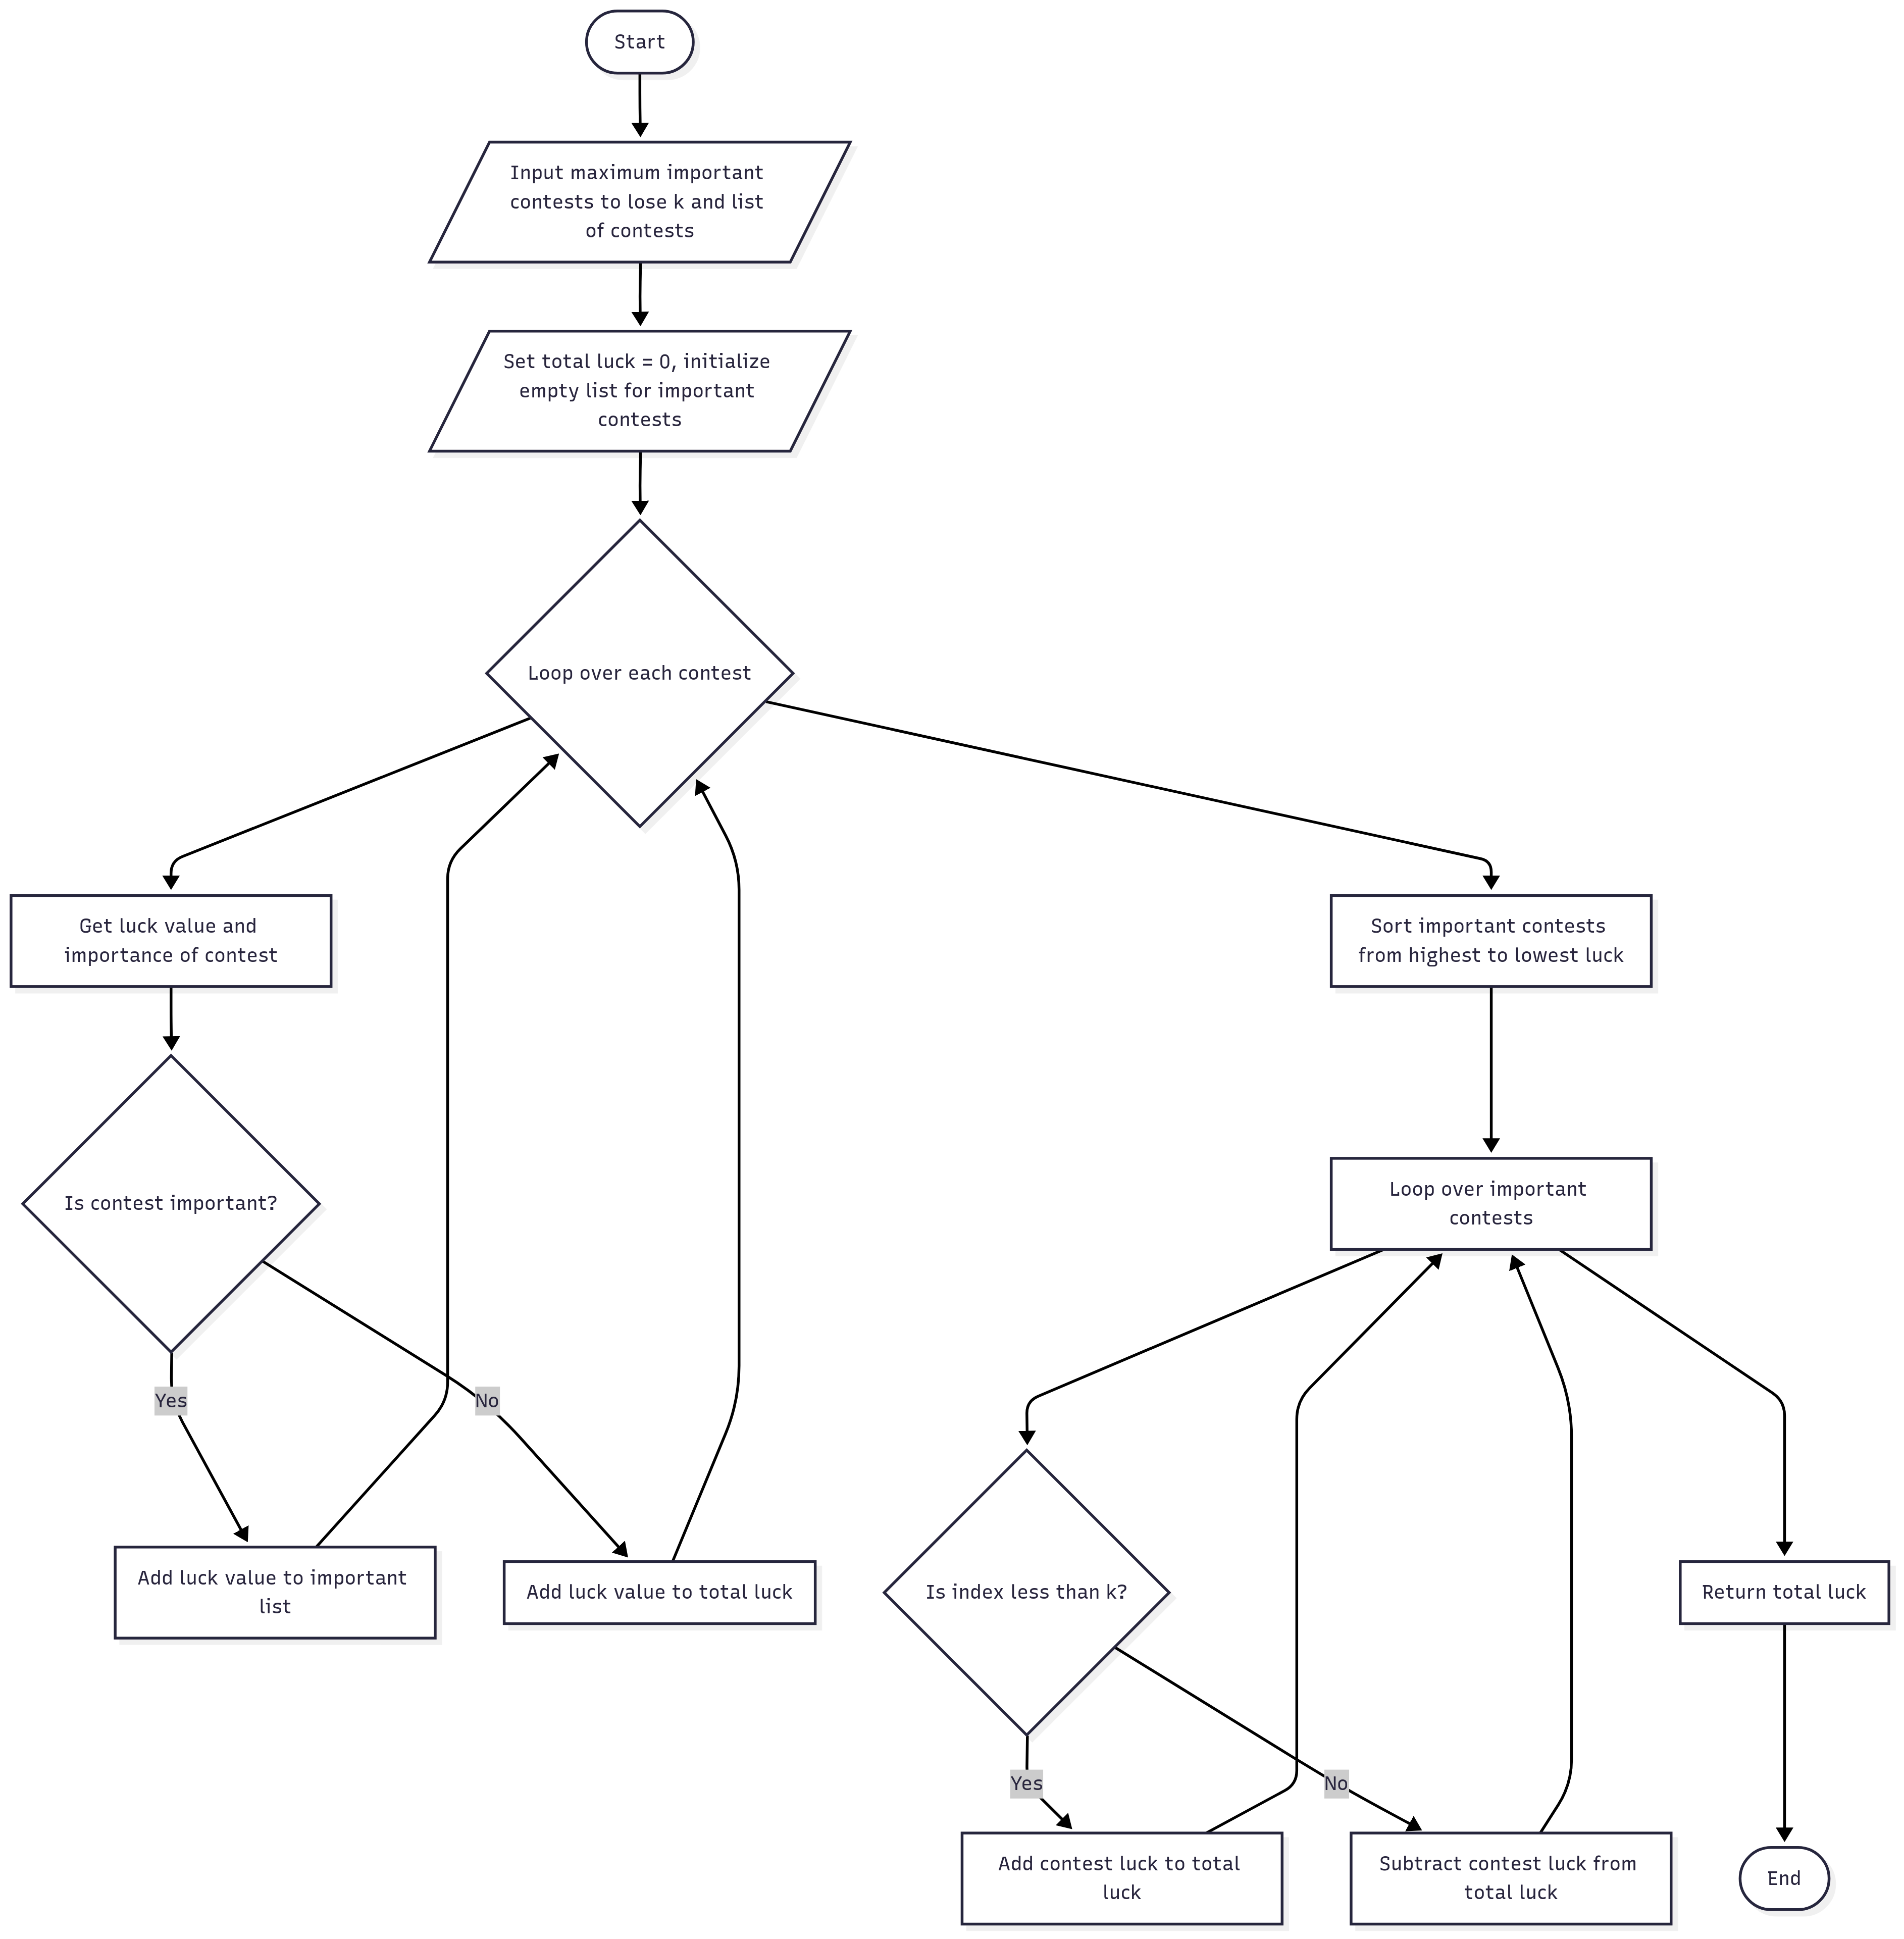 Start
Input maximum important
contests to lose k and list
of contests
Set total luck = 0, initialize
empty list for important
contests
Loop over each contest
Get luck value and
importance of contest
Sort important contests
from highest to lowest luck
Is contest important?
Loop over important
contests
Yes
No
Add luck value to important
list
Add luck value to total luck
Is index less than k?
Return total luck
Yes
No
Add contest luck to total
luck
Subtract contest luck from
total luck
End